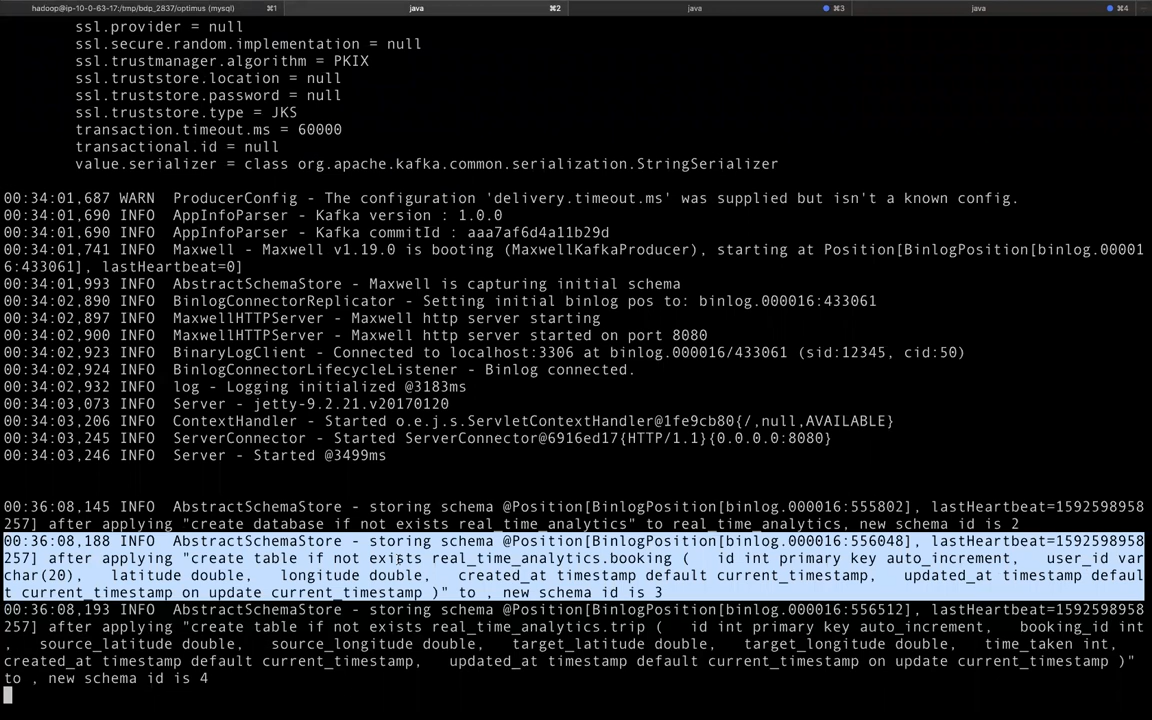 hadoop@ip-10-0-63-17:/tmp/bdp_2837/optimus (mysql) ⌘1 java ⌘2 java ⌘3 java ⌘4
ssl.provider = null
ssl.secure.random.implementation = null
ssl.trustmanager.algorithm = PKIX
ssl.truststore.location = null
ssl.truststore.password = null
ssl.truststore.type = JKS
transaction.timeout.ms = 60000
transactional.id = null
value.serializer = class org.apache.kafka.common.serialization.StringSerializer
00:34:01,687 WARN  ProducerConfig - The configuration 'delivery.timeout.ms' was supplied but isn't a known config.
00:34:01,690 INFO  AppInfoParser - Kafka version : 1.0.0
00:34:01,690 INFO  AppInfoParser - Kafka commitId : aaa7af6d4a11b29d
00:34:01,741 INFO  Maxwell - Maxwell v1.19.0 is booting (MaxwellKafkaProducer), starting at Position[BinlogPosition[binlog.00001
6:433061], lastHeartbeat=0]
00:34:01,993 INFO  AbstractSchemaStore - Maxwell is capturing initial schema
00:34:02,890 INFO  BinlogConnectorReplicator - Setting initial binlog pos to: binlog.000016:433061
00:34:02,897 INFO  MaxwellHTTPServer - Maxwell http server starting
00:34:02,900 INFO  MaxwellHTTPServer - Maxwell http server started on port 8080
00:34:02,923 INFO  BinaryLogClient - Connected to localhost:3306 at binlog.000016/433061 (sid:12345, cid:50)
00:34:02,924 INFO  BinlogConnectorLifecycleListener - Binlog connected.
00:34:02,932 INFO  log - Logging initialized @3183ms
00:34:03,073 INFO  Server - jetty-9.2.21.v20170120
00:34:03,206 INFO  ContextHandler - Started o.e.j.s.ServletContextHandler@1fe9cb80{/,null,AVAILABLE}
00:34:03,245 INFO  ServerConnector - Started ServerConnector@6916ed17{HTTP/1.1}{0.0.0.0:8080}
00:34:03,246 INFO  Server - Started @3499ms
00:36:08,145 INFO  AbstractSchemaStore - storing schema @Position[BinlogPosition[binlog.000016:555802], lastHeartbeat=1592598958
257] after applying "create database if not exists real_time_analytics" to real_time_analytics, new schema id is 2
00:36:08,188 INFO  AbstractSchemaStore - storing schema @Position[BinlogPosition[binlog.000016:556048], lastHeartbeat=1592598958
257] after applying "create table if not exists real_time_analytics.booking (   id int primary key auto_increment,   user_id var
char(20),   latitude double,   longitude double,   created_at timestamp default current_timestamp,   updated_at timestamp defaul
t current_timestamp on update current_timestamp )" to , new schema id is 3
00:36:08,193 INFO  AbstractSchemaStore - storing schema @Position[BinlogPosition[binlog.000016:556512], lastHeartbeat=1592598958
257] after applying "create table if not exists real_time_analytics.trip (   id int primary key auto_increment,   booking_id int
,   source_latitude double,   source_longitude double,   target_latitude double,   target_longitude double,   time_taken int,
created_at timestamp default current_timestamp,   updated_at timestamp default current_timestamp on update current_timestamp )"
to , new schema id is 4